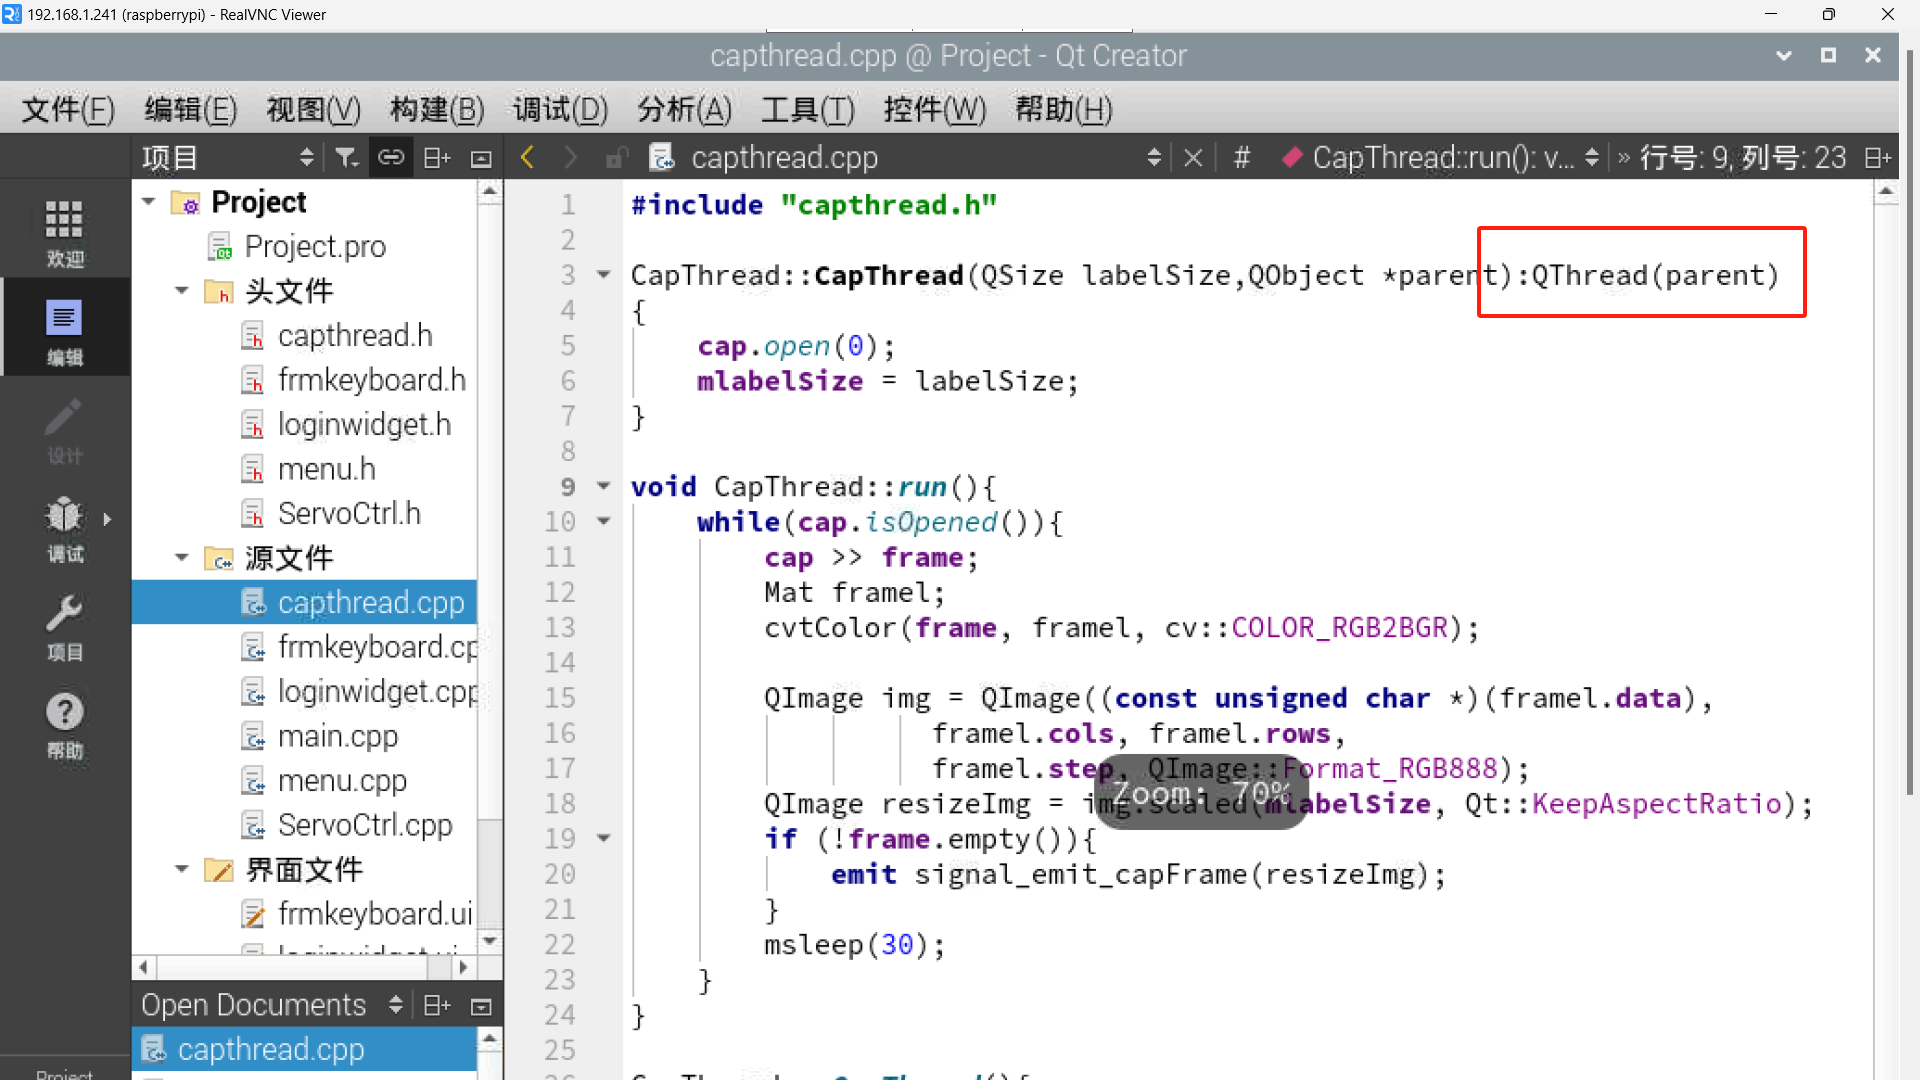 192.168.1.241 (raspberrypi) - RealVNC Viewer
capthread.cpp @ Project - Qt Creator
文件(F) 编辑(E) 视图(V) 构建(B) 调试(D) 分析(A) 工具(T) 控件(W) 帮助(H)
项目
capthread.cpp
# CapThread::run(): v... » 行号: 9, 列号: 23
欢迎
编辑
设计
调试
项目
帮助
Project
Project
Project.pro
头文件
capthread.h
frmkeyboard.h
loginwidget.h
menu.h
ServoCtrl.h
源文件
capthread.cpp
frmkeyboard.cp
loginwidget.cpp
main.cpp
menu.cpp
ServoCtrl.cpp
界面文件
frmkeyboard.ui
loginwidget.ui
Open Documents
capthread.cpp
1 #include "capthread.h"
2
3 CapThread::CapThread(QSize labelSize,QObject *parent):QThread(parent)
4 {
5 cap.open(0);
6 mlabelSize = labelSize;
7 }
8
9 void CapThread::run(){
10 while(cap.isOpened()){
11 cap >> frame;
12 Mat framel;
13 cvtColor(frame, framel, cv::COLOR_RGB2BGR);
14
15 QImage img = QImage((const unsigned char *)(framel.data),
16 framel.cols, framel.rows,
17 framel.step, QImage::Format_RGB888);
18 QImage resizeImg = img.scaled(mlabelSize, Qt::KeepAspectRatio);
19 if (!frame.empty()){
20 emit signal_emit_capFrame(resizeImg);
21 }
22 msleep(30);
23 }
24 }
25
Zoom: 70%